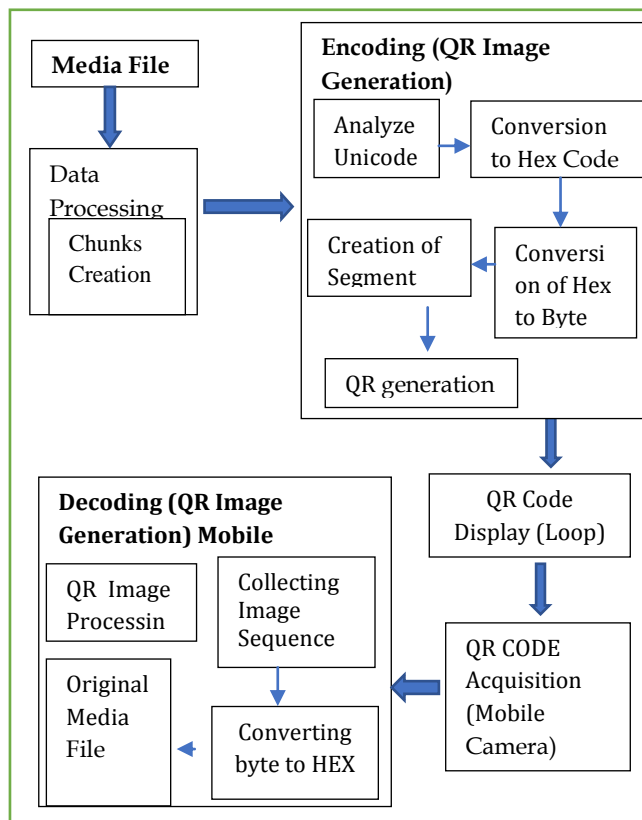 Media File
Data
Processing
Chunks
Creation
Encoding (QR Image
Generation)
Analyze
Unicode
Conversion
to Hex Code
Conversi
on of Hex
to Byte
Creation of
Segment
QR generation
QR Code
Display (Loop)
QR CODE
Acquisition
(Mobile
Camera)
Decoding (QR Image
Generation) Mobile
QR Image
Processin
Collecting
Image
Sequence
Converting
byte to HEX
Original
Media
File